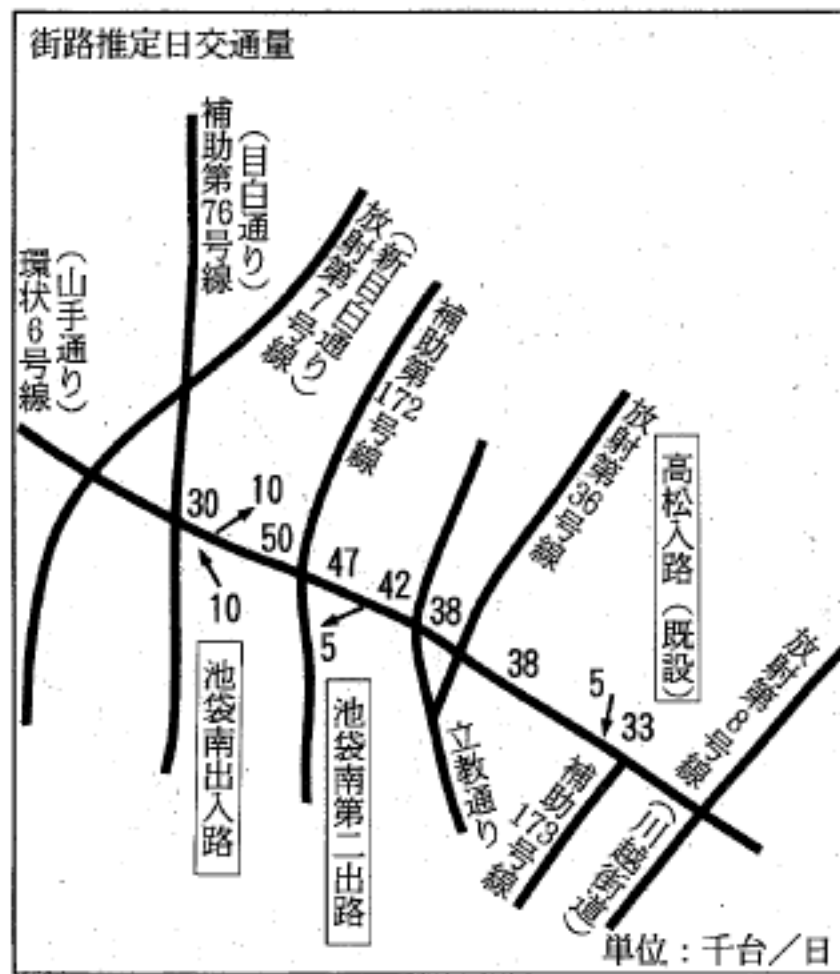 街路推定日交通量
補助第76号線
(目白通り)
放射第7号線
(新目白通り)
環状6号線
(山手通り)
補助第172号線
放射第36号線
高松入路(既設)
放射第8号線
(川越街道)
30
10
50
10
47
42
38
5
38
5
33
池袋南出入路
池袋南第二出路
立教通り
補助173号線
単位:千台/日